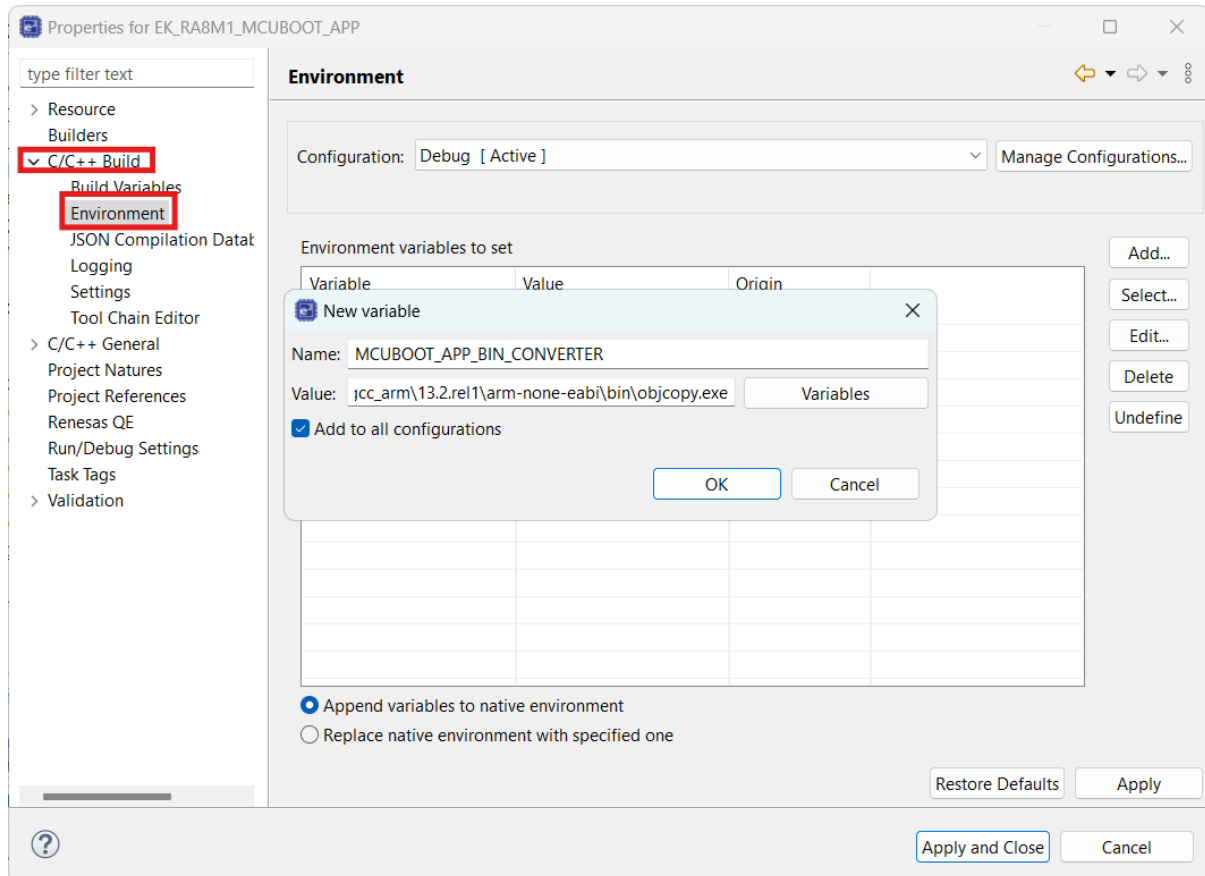 Properties for EK_RA8M1_MCUBOOT_APP
type filter text
Resource
Builders
C/C++ Build
Build Variables
Environment
JSON Compilation Datab
Logging
Settings
Tool Chain Editor
C/C++ General
Project Natures
Project References
Renesas QE
Run/Debug Settings
Task Tags
Validation
Environment
Configuration: Debug [ Active ] Manage Configurations...
Environment variables to set
Variable Value Origin
Add...
Select...
Edit...
Delete
Undefine
New variable
Name: MCUBOOT_APP_BIN_CONVERTER
Value: gcc_arm\13.2.rel1\arm-none-eabi\bin\objcopy.exe Variables
Add to all configurations
OK Cancel
Append variables to native environment
Replace native environment with specified one
Restore Defaults Apply
? Apply and Close Cancel